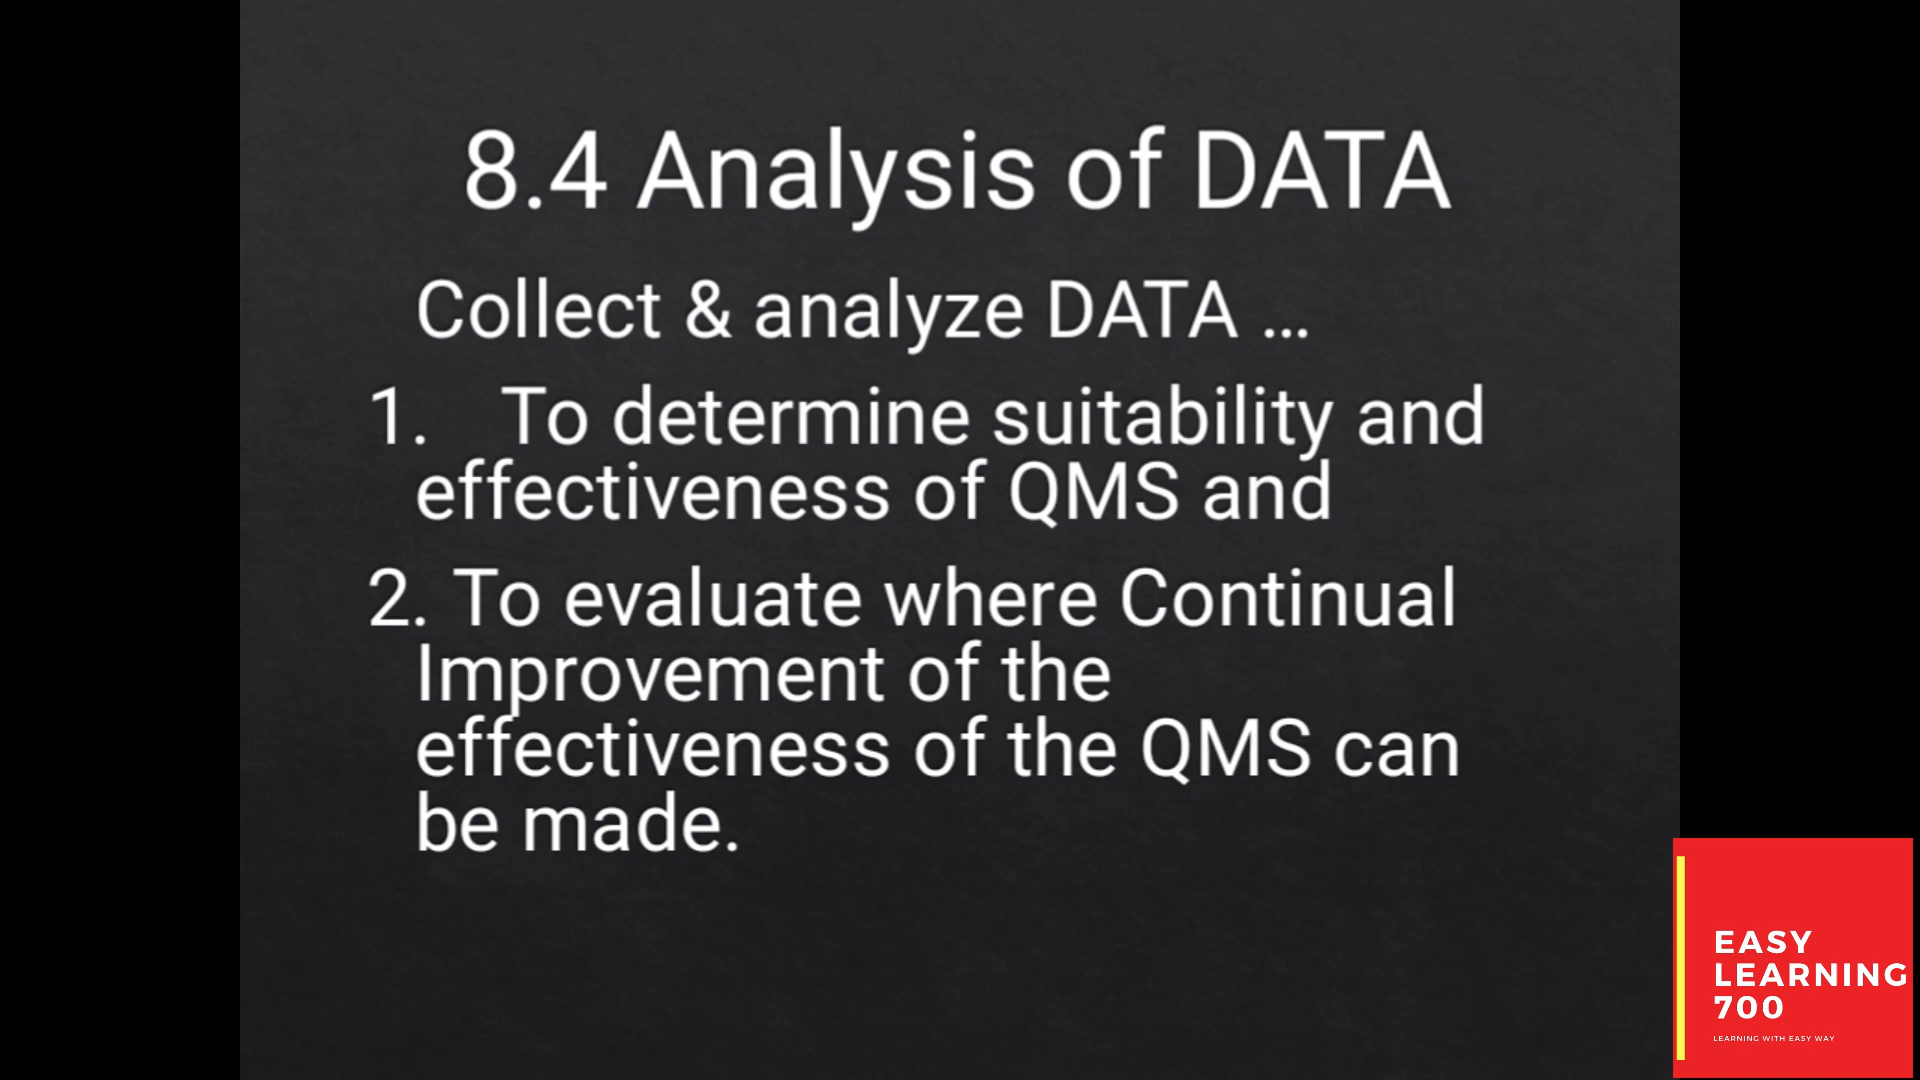 8.4 Analysis of DATA
Collect & analyze DATA ...
1. To determine suitability and
effectiveness of QMS and
2. To evaluate where Continual
Improvement of the
effectiveness of the QMS can
be made.
EASY
LEARNING
700
LEARNING WITH EASY WAY